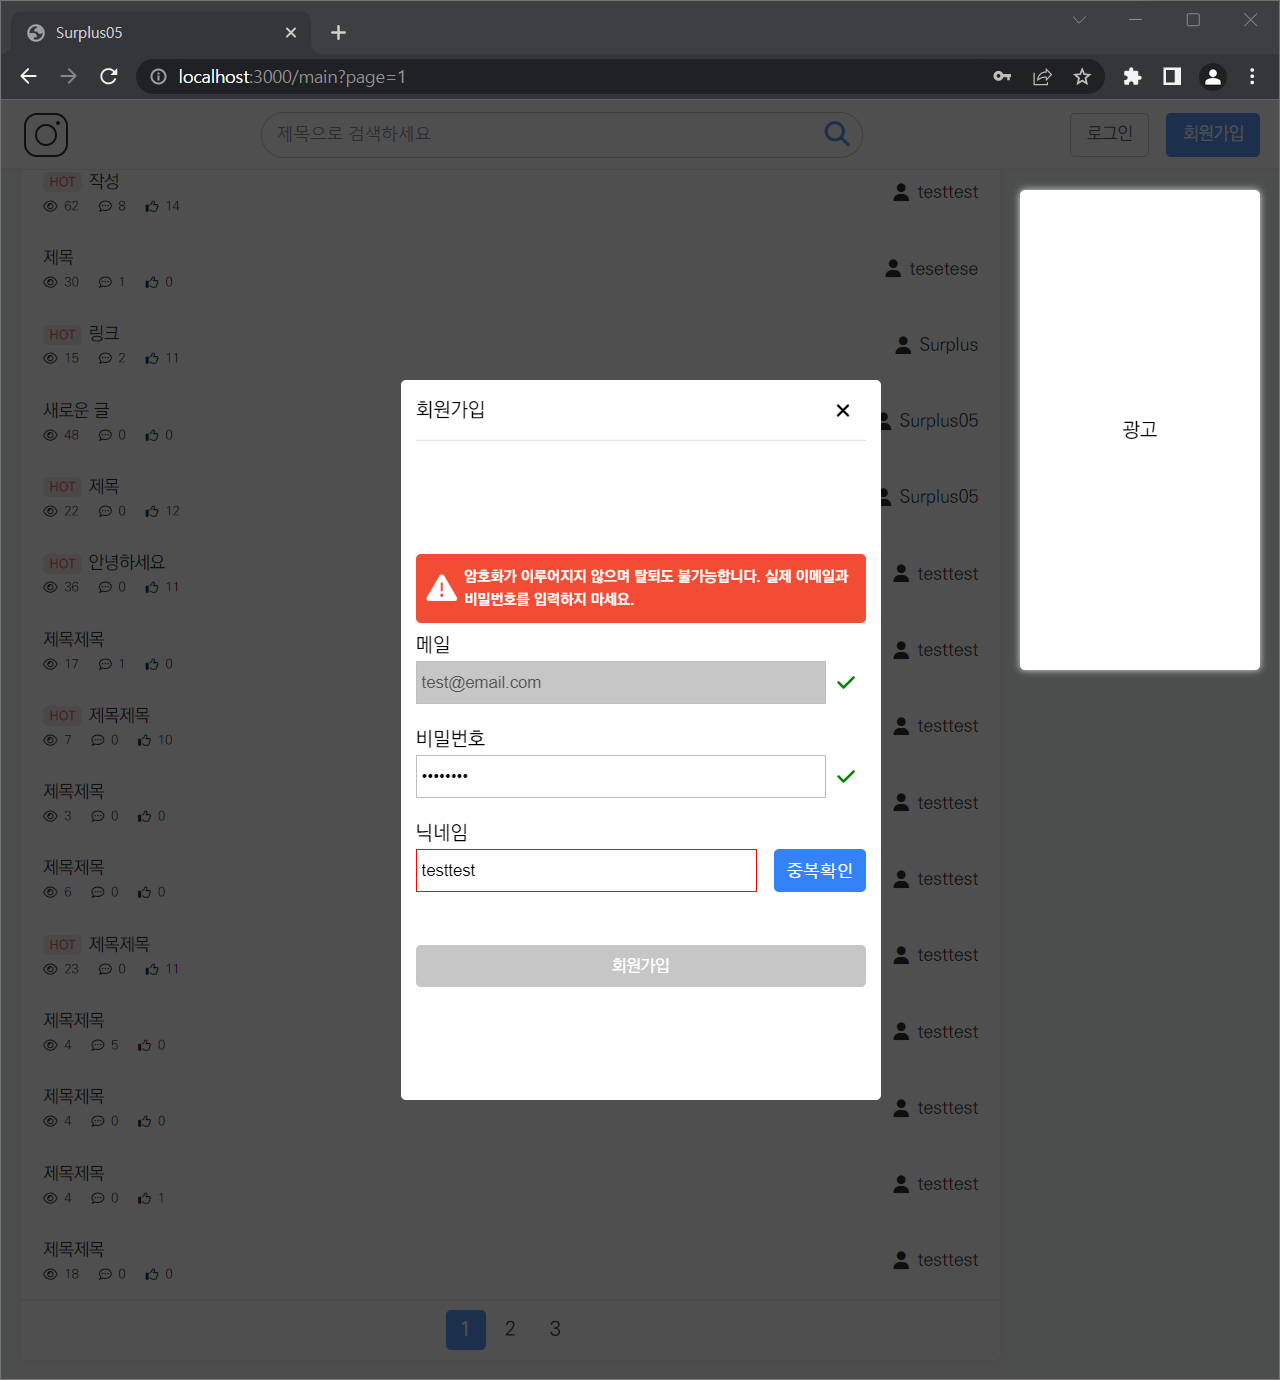 Surplus05
localhost:3000/main?page=1
제목으로 검색하세요
로그인
회원가입
HOT 작성
62 8 14
testtest
제목
30 1 0
tesetese
HOT 링크
15 2 11
Surplus
새로운 글
48 0 0
Surplus05
HOT 제목
22 0 12
Surplus05
HOT 안녕하세요
36 0 11
testtest
제목제목
17 1 0
testtest
HOT 제목제목
7 0 10
testtest
제목제목
3 0 0
testtest
제목제목
6 0 0
testtest
HOT 제목제목
23 0 11
testtest
제목제목
4 5 0
testtest
제목제목
4 0 0
testtest
제목제목
4 0 1
testtest
제목제목
18 0 0
testtest
1 2 3
광고
회원가입
암호화가 이루어지지 않으며 탈퇴도 불가능합니다. 실제 이메일과
비밀번호를 입력하지 마세요.
메일
test@email.com
비밀번호
••••••••
닉네임
testtest
중복확인
회원가입